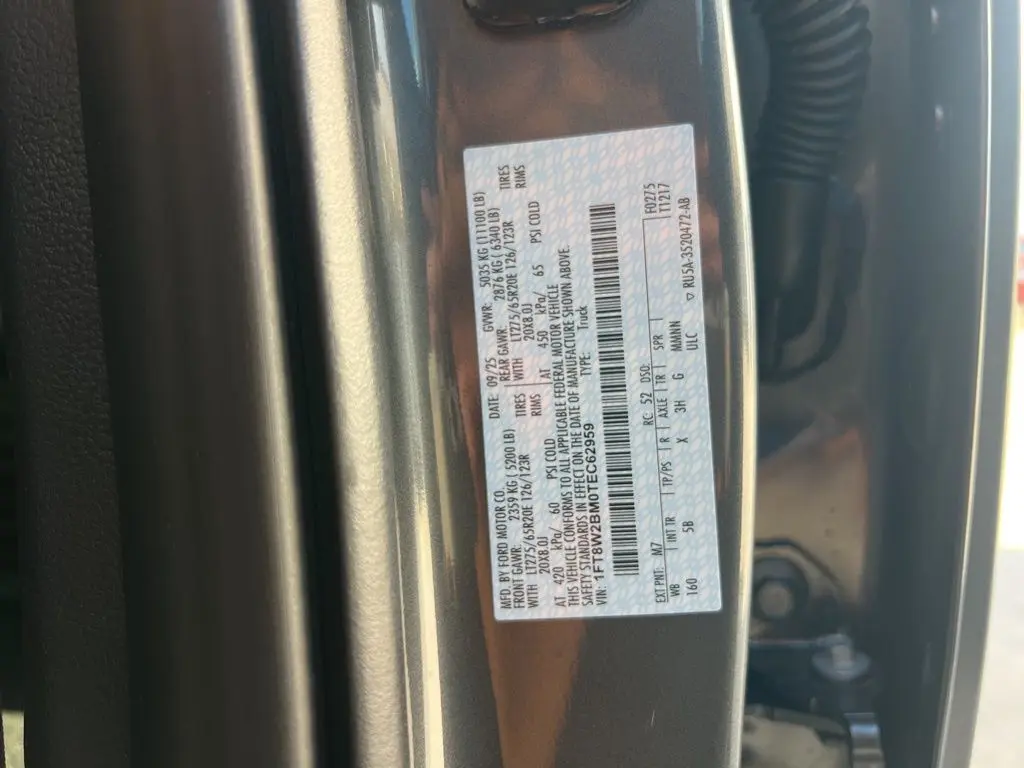 MFD. BY FORD MOTOR CO. DATE: 09/25 GVWR: 5035 KG (11100 LB)
FRONT GAWR: 2359 KG ( 5200 LB) REAR GAWR: 2876 KG ( 6340 LB)
WITH LT275/65R20E 126/123R TIRES WITH LT275/65R20E 126/123R TIRES
20X8.0J RIMS 20X8.0J RIMS
AT 420 kPa/ 60 PSI COLD AT 450 kPa/ 65 PSI COLD
THIS VEHICLE CONFORMS TO ALL APPLICABLE FEDERAL MOTOR VEHICLE
SAFETY STANDARDS IN EFFECT ON THE DATE OF MANUFACTURE SHOWN ABOVE.
VIN: 1FT8W2BM0TEC62959 TYPE: Truck
F0275
EXT PNT: M7 RC: 52 DSO: T1217
WB INT TR TP/PS R AXLE TR SPR
160 5B X 3H G MMNN
ULC ▽ RU5A-3520472-AB